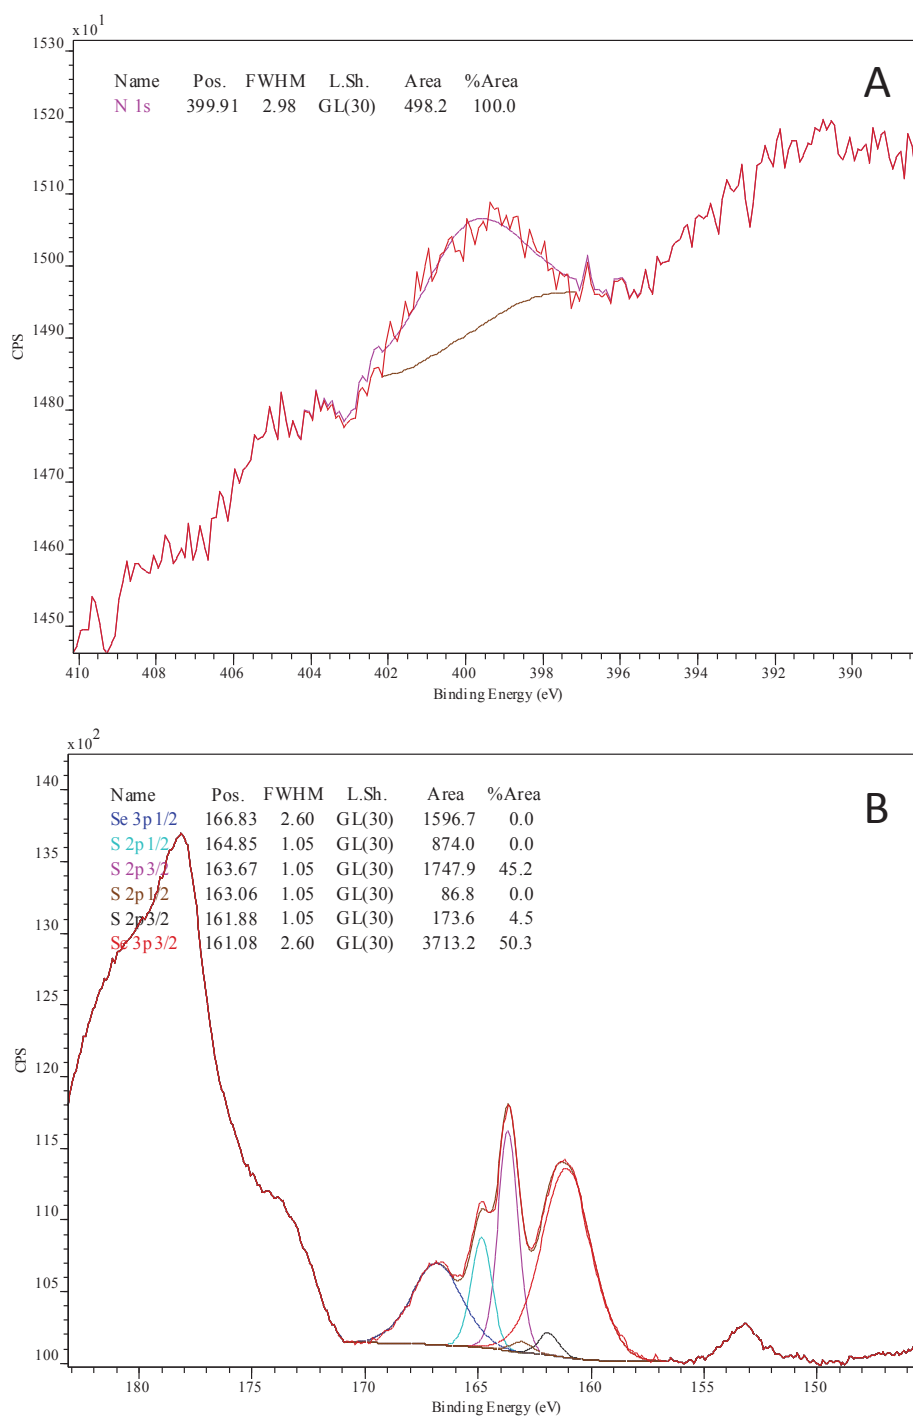 x10^1
1530
Name Pos. FWHM L.Sh. Area %Area
N 1s 399.91 2.98 GL(30) 498.2 100.0
A
1520
1510
1500
1490
CPS
1480
1470
1460
1450
410 408 406 404 402 400 398 396 394 392 390
Binding Energy (eV)
x10^2
140
Name Pos. FWHM L.Sh. Area %Area
Se 3p 1/2 166.83 2.60 GL(30) 1596.7 0.0
S 2p 1/2 164.85 1.05 GL(30) 874.0 0.0
S 2p 3/2 163.67 1.05 GL(30) 1747.9 45.2
S 2p 1/2 163.06 1.05 GL(30) 86.8 0.0
S 2p 3/2 161.88 1.05 GL(30) 173.6 4.5
Se 3p 3/2 161.08 2.60 GL(30) 3713.2 50.3
B
135
130
125
120
CPS
115
110
105
100
180 170 160 150
Binding Energy (eV)